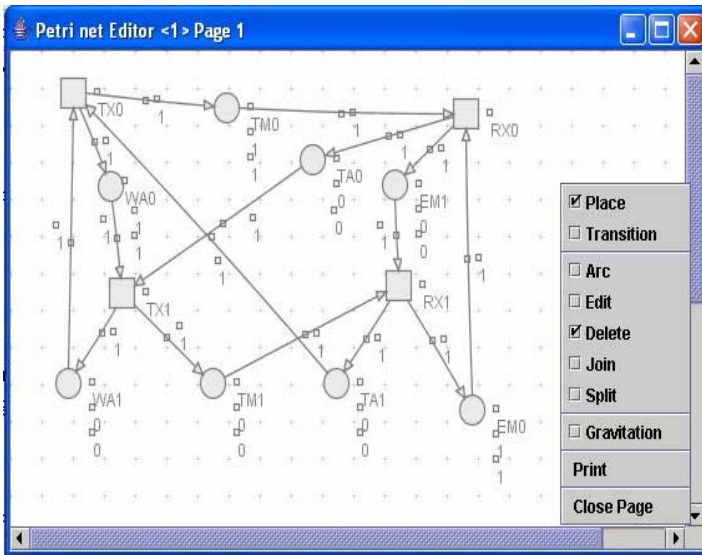 Petri net Editor <1> Page 1
TX0
1
TM0
1
1
1
RX0
1
1
TA0
0
0
1
EM1
0
0
WA0
1
1
1
1
1
1
1
1
TX1
1
1
RX1
1
1
1
WA1
0
0
TM1
0
0
TA1
0
0
EM0
1
1
Place
Transition
Arc
Edit
Delete
Join
Split
Gravitation
Print
Close Page